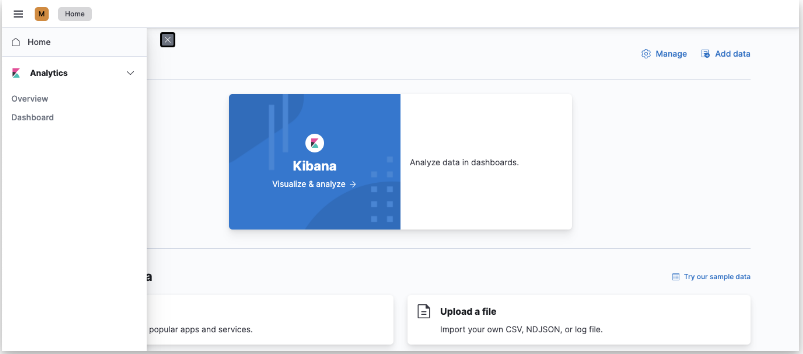 M
Home
Home
Manage
Add data
Analytics
Overview
Dashboard
Kibana
Visualize & analyze →
Analyze data in dashboards.
a
Try our sample data
Upload a file
popular apps and services.
Import your own CSV, NDJSON, or log file.